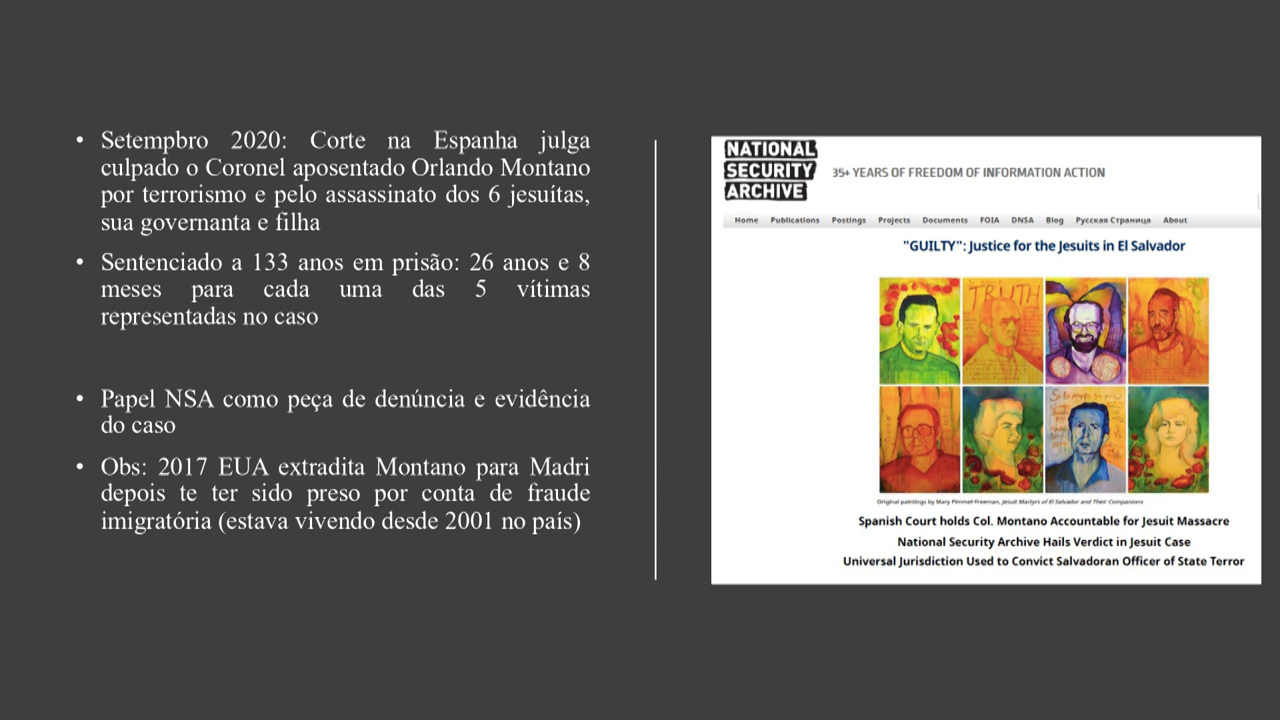 • Setempbro 2020: Corte na Espanha julga
culpado o Coronel aposentado Orlando Montano
por terrorismo e pelo assassinato dos 6 jesuítas,
sua governanta e filha
• Sentenciado a 133 anos em prisão: 26 anos e 8
meses para cada uma das 5 vítimas
representadas no caso
• Papel NSA como peça de denúncia e evidência
do caso
• Obs: 2017 EUA extradita Montano para Madri
depois te ter sido preso por conta de fraude
imigratória (estava vivendo desde 2001 no país)
NATIONAL
SECURITY
ARCHIVE
35+ YEARS OF FREEDOM OF INFORMATION ACTION
Home Publications Postings Projects Documents FOIA DNSA Blog Русская Страница About
"GUILTY": Justice for the Jesuits in El Salvador
TRUTH
Original paintings by Mary Pimmel-Freeman, Jesuit Martyrs of El Salvador and Their Companions
Spanish Court holds Col. Montano Accountable for Jesuit Massacre
National Security Archive Hails Verdict in Jesuit Case
Universal Jurisdiction Used to Convict Salvadoran Officer of State Terror